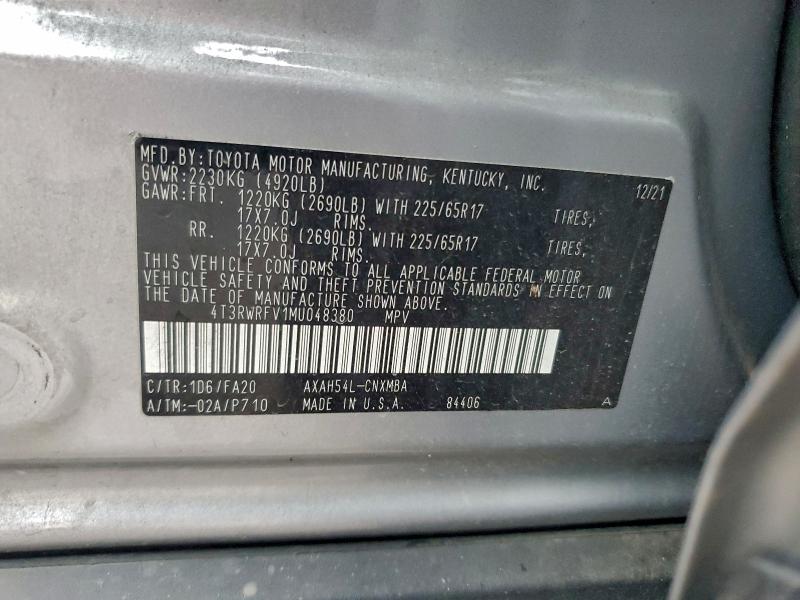 MFD.BY:TOYOTA MOTOR MANUFACTURING, KENTUCKY, INC. 12/21
GVWR:2230KG (4920LB)
GAWR:FRT. 1220KG (2690LB) WITH 225/65R17 TIRES,
17X7.0J RIMS.
RR. 1220KG (2690LB) WITH 225/65R17 TIRES,
17X7.0J RIMS.
THIS VEHICLE CONFORMS TO ALL APPLICABLE FEDERAL MOTOR
VEHICLE SAFETY AND THEFT PREVENTION STANDARDS IN EFFECT ON
THE DATE OF MANUFACTURE SHOWN ABOVE.
4T3RWRFV1MU048380 MPV
C/TR:1D6/FA20 AXAH54L-CNXMBA
A/TM:-02A/P710 MADE IN U.S.A. 84406 A